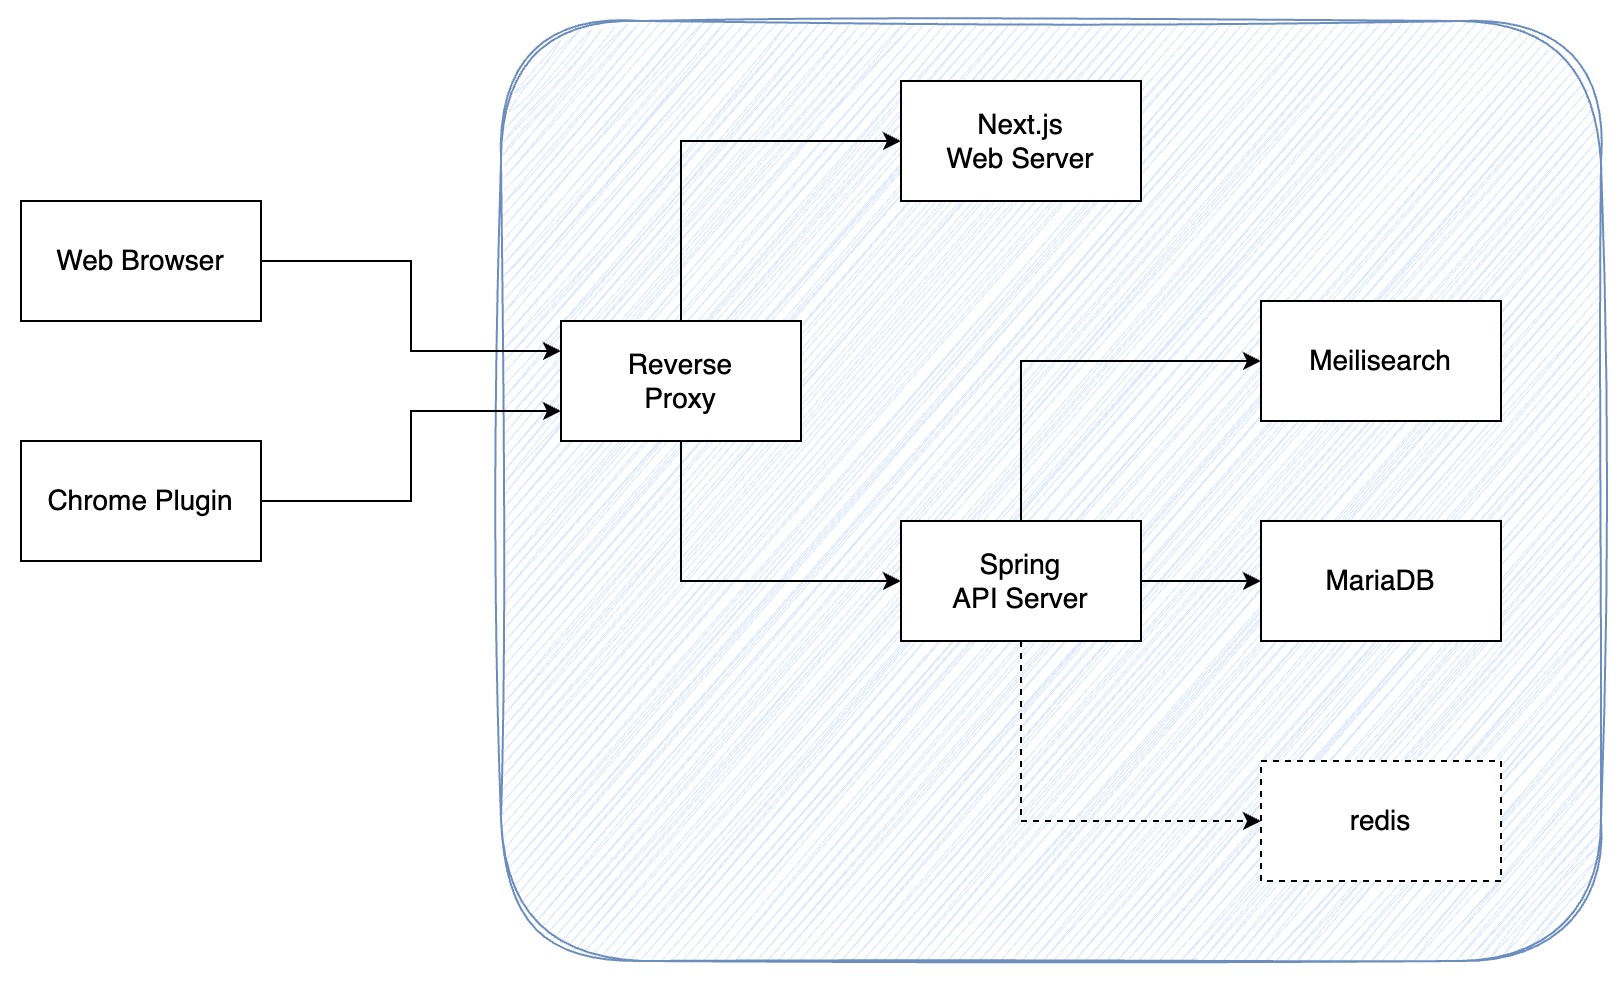 Next.js
Web Server
Web Browser
Reverse
Proxy
Meilisearch
Chrome Plugin
Spring
API Server
MariaDB
redis